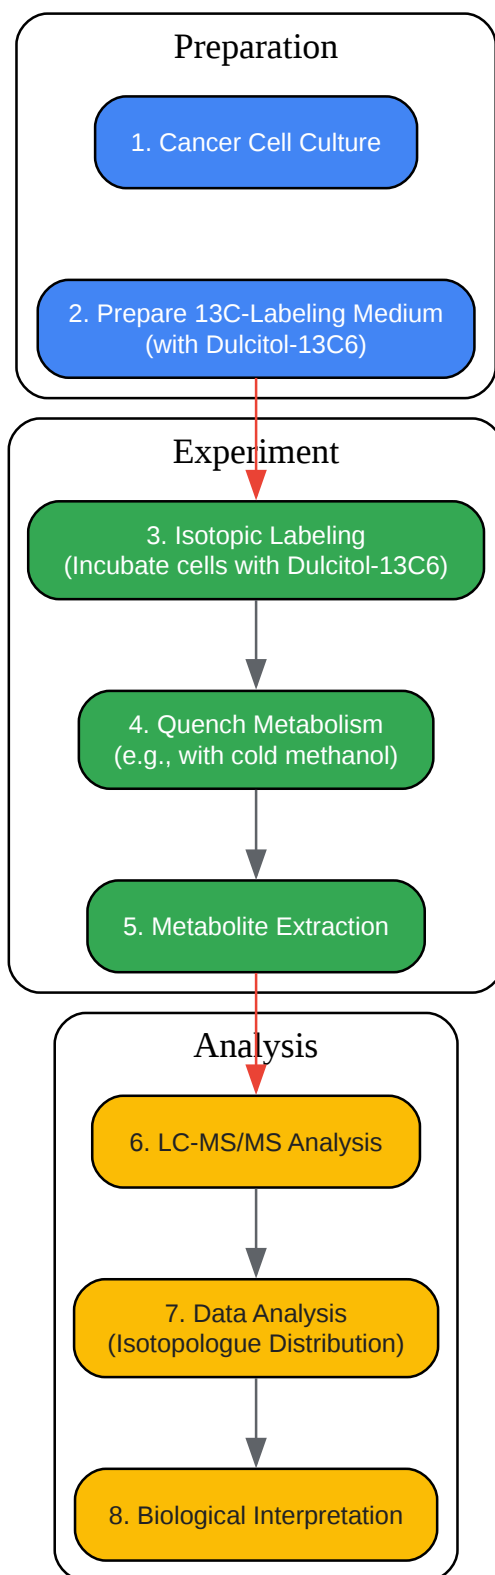 Preparation
1. Cancer Cell Culture
2. Prepare 13C-Labeling Medium
(with Dulcitol-13C6)
Experiment
3. Isotopic Labeling
(Incubate cells with Dulcitol-13C6)
4. Quench Metabolism
(e.g., with cold methanol)
5. Metabolite Extraction
Analysis
6. LC-MS/MS Analysis
7. Data Analysis
(Isotopologue Distribution)
8. Biological Interpretation